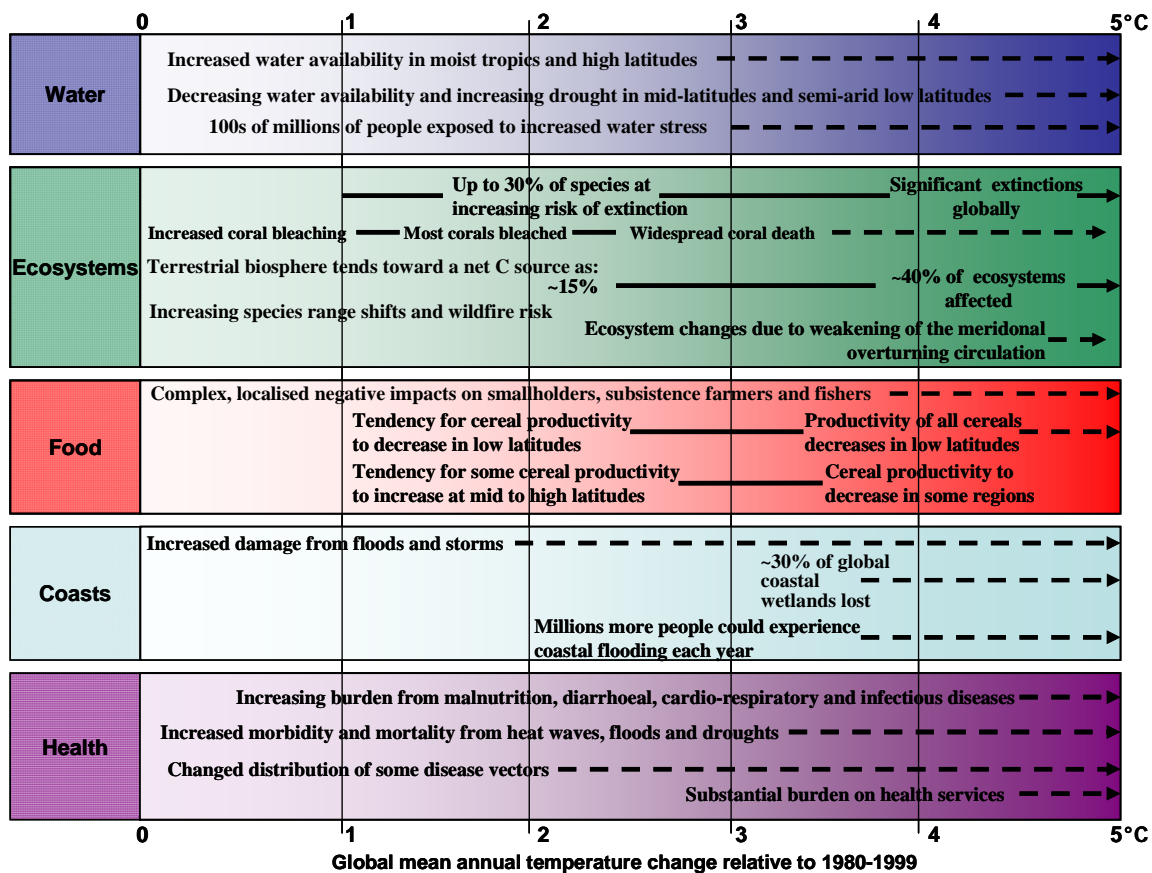 0 1 2 3 4 5°C
Water
Increased water availability in moist tropics and high latitudes
Decreasing water availability and increasing drought in mid-latitudes and semi-arid low latitudes
100s of millions of people exposed to increased water stress
Ecosystems
Up to 30% of species at
increasing risk of extinction
Significant extinctions
globally
Increased coral bleaching Most corals bleached Widespread coral death
Terrestrial biosphere tends toward a net C source as:
~15%
~40% of ecosystems
affected
Increasing species range shifts and wildfire risk
Ecosystem changes due to weakening of the meridonal
overturning circulation
Food
Complex, localised negative impacts on smallholders, subsistence farmers and fishers
Tendency for cereal productivity
to decrease in low latitudes
Productivity of all cereals
decreases in low latitudes
Tendency for some cereal productivity
to increase at mid to high latitudes
Cereal productivity to
decrease in some regions
Coasts
Increased damage from floods and storms
~30% of global
coastal
wetlands lost
Millions more people could experience
coastal flooding each year
Health
Increasing burden from malnutrition, diarrhoeal, cardio-respiratory and infectious diseases
Increased morbidity and mortality from heat waves, floods and droughts
Changed distribution of some disease vectors
Substantial burden on health services
0 1 2 3 4 5°C
Global mean annual temperature change relative to 1980-1999